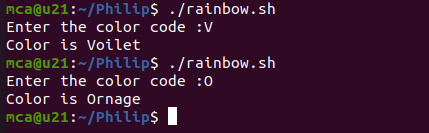 mca@u21:~/Philip$ ./rainbow.sh
Enter the color code :V
Color is Voilet
mca@u21:~/Philip$ ./rainbow.sh
Enter the color code :O
Color is Ornage
mca@u21:~/Philip$